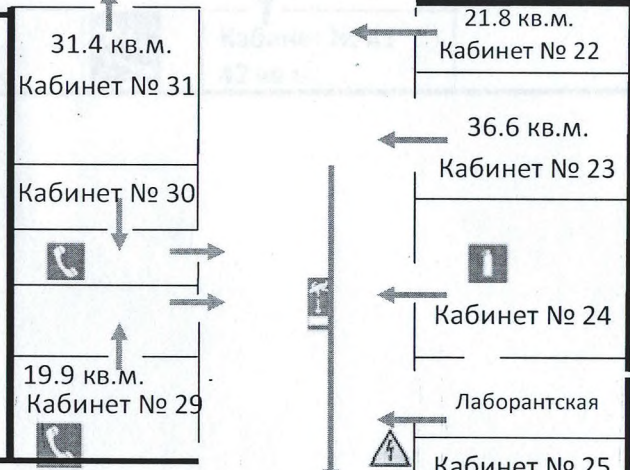 31.4 кв.м.
Кабинет № 31
Кабинет № 30
19.9 кв.м.
Кабинет № 29
21.8 кв.м.
Кабинет № 22
36.6 кв.м.
Кабинет № 23
Кабинет № 24
Лаборантская
Кабинет № 25